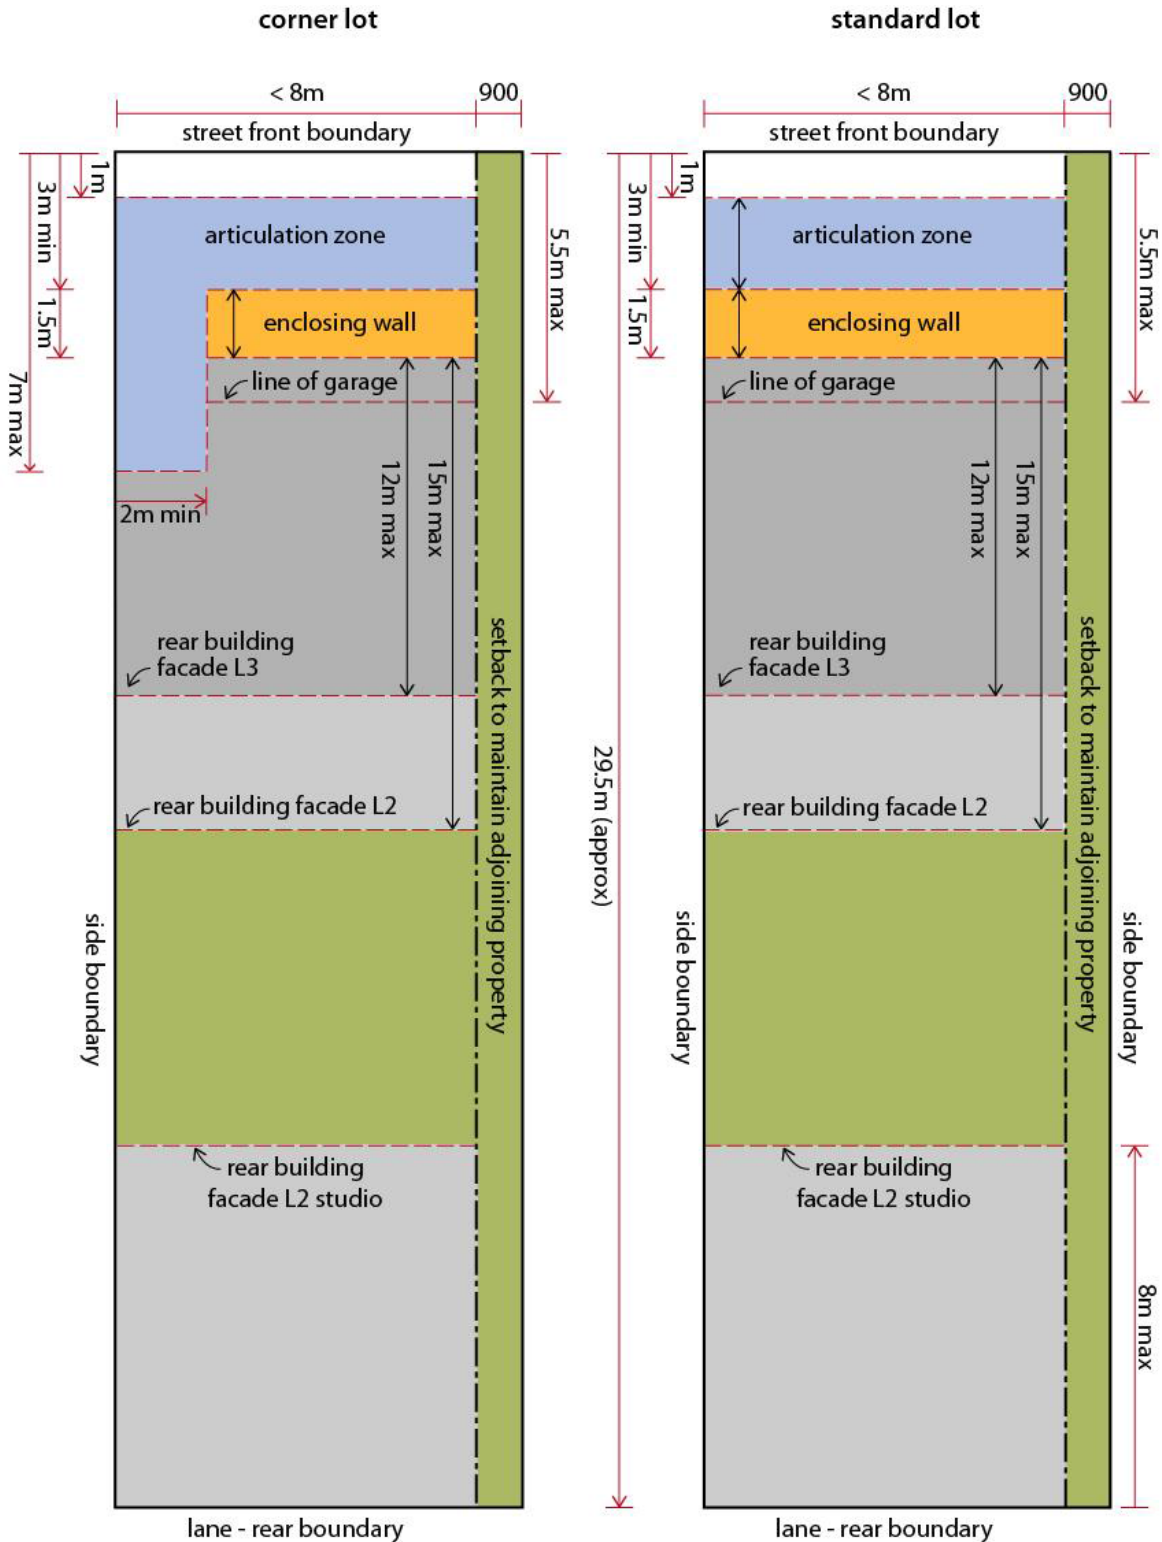 corner lot
< 8m
900
street front boundary
1m
3m min
1.5m
7m max
5.5m max
articulation zone
enclosing wall
line of garage
12m max
15m max
2m min
rear building
facade L3
rear building facade L2
setback to maintain adjoining property
side boundary
rear building
facade L2 studio
lane - rear boundary
29.5m (approx)
standard lot
< 8m
900
street front boundary
1m
3m min
1.5m
5.5m max
articulation zone
enclosing wall
line of garage
12m max
15m max
rear building
facade L3
rear building facade L2
setback to maintain adjoining property
side boundary
side boundary
rear building
facade L2 studio
8m max
lane - rear boundary